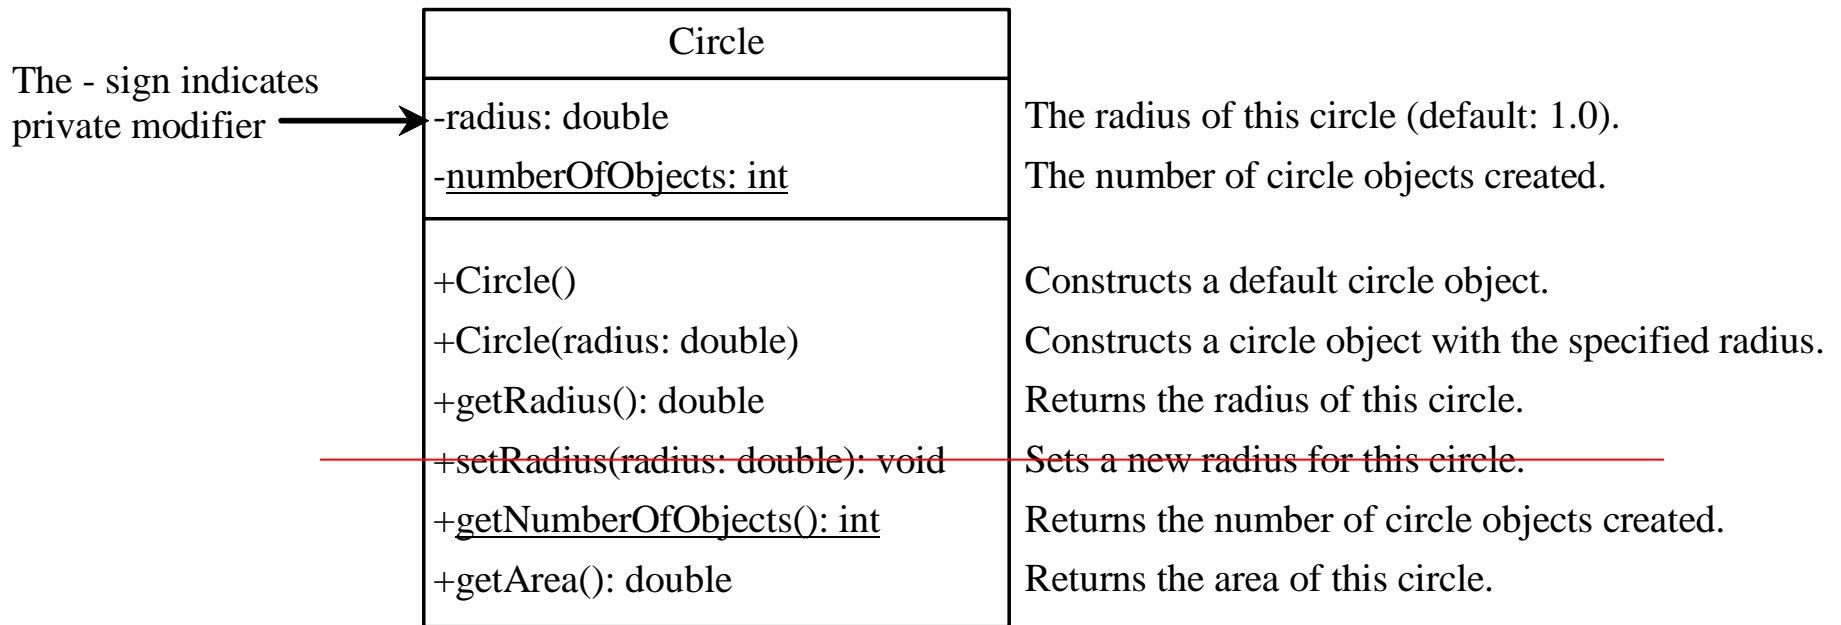 Circle
The - sign indicates
private modifier
-radius: double The radius of this circle (default: 1.0).
-numberOfObjects: int The number of circle objects created.
+Circle() Constructs a default circle object.
+Circle(radius: double) Constructs a circle object with the specified radius.
+getRadius(): double Returns the radius of this circle.
+setRadius(radius: double): void Sets a new radius for this circle.
+getNumberOfObjects(): int Returns the number of circle objects created.
+getArea(): double Returns the area of this circle.